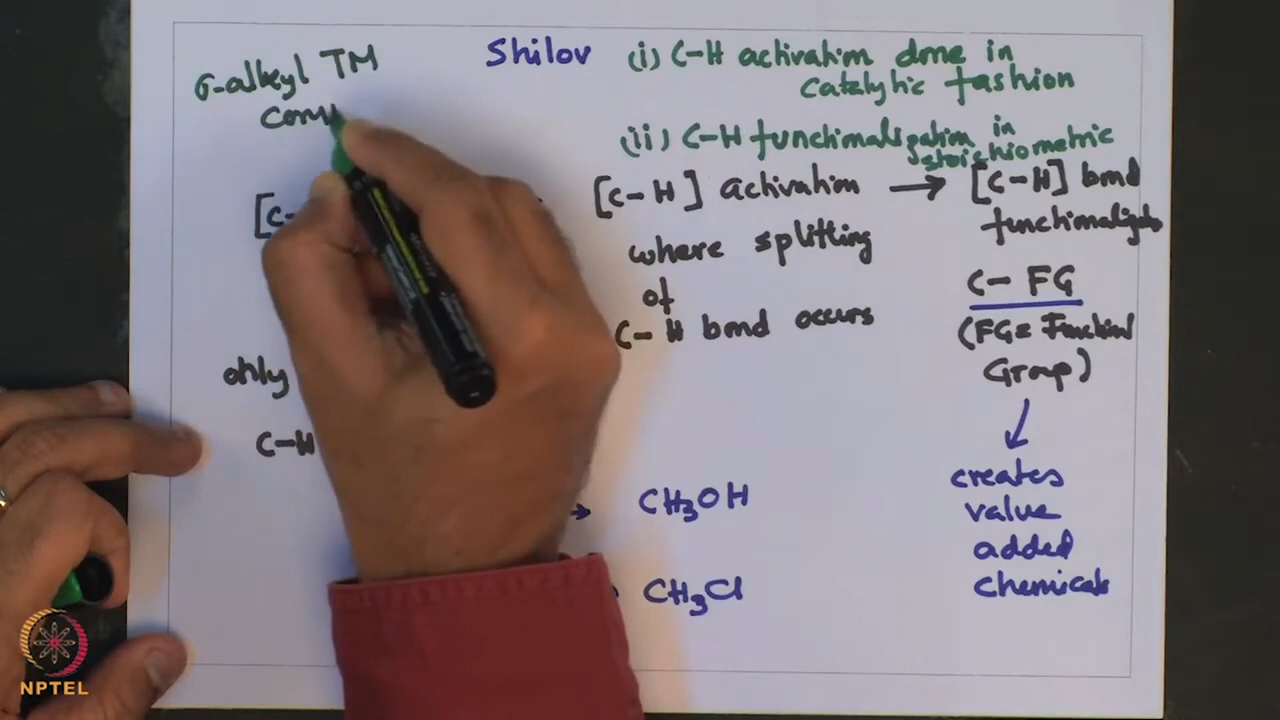 σ-alkyl TM
Shilov
(i) C-H activation done in
catalytic fashion
(ii) C-H functionalization in
stoichiometric
[C-H] activation → [C-H] bond
where splitting
of
C-H bond occurs
C- FG
(FG= Functional
Group)
only
C-H
creates
value
added
chemicals
CH3OH
CH3Cl
NPTEL